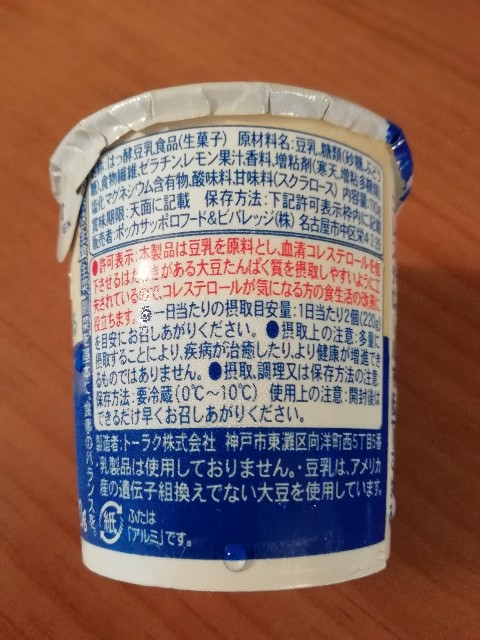 はっ酵豆乳食品(生菓子) 原材料名:豆乳、糖類(砂糖、ぶどう
糖)、食物繊維、ゼラチン、レモン果汁、香料、増粘剤(寒天、増粘多糖類)、
塩化マグネシウム含有物、酸味料、甘味料(スクラロース) 内容量:110g
賞味期限:天面に記載 保存方法:下記許可表示枠内に記載
販売者:ポッカサッポロフード&ビバレッジ(株) 名古屋市中区栄4-2-29
●許可表示:本製品は豆乳を原料とし、血清コレステロールを低
下させるはたらきがある大豆たんぱく質を摂取しやすいように工
夫されているので、コレステロールが気になる方の食生活の改善に
役立ちます。●一日当たりの摂取目安量:1日当たり2個(220g)
を目安にお召しあがりください。●摂取上の注意:多量に
摂取することにより、疾病が治癒したり、より健康が増進でき
るものではありません。●摂取、調理又は保存方法の注意:
保存方法:要冷蔵(0℃〜10℃) 使用上の注意:開封後は
できるだけ早くお召しあがりください。
製造者:トーラク株式会社 神戸市東灘区向洋町西5丁目5番
・乳製品は使用しておりません。・豆乳は、アメリカ
産の遺伝子組換えでない大豆を使用しています。
紙
ふたは
「アルミ」です。
食事のバランスを。